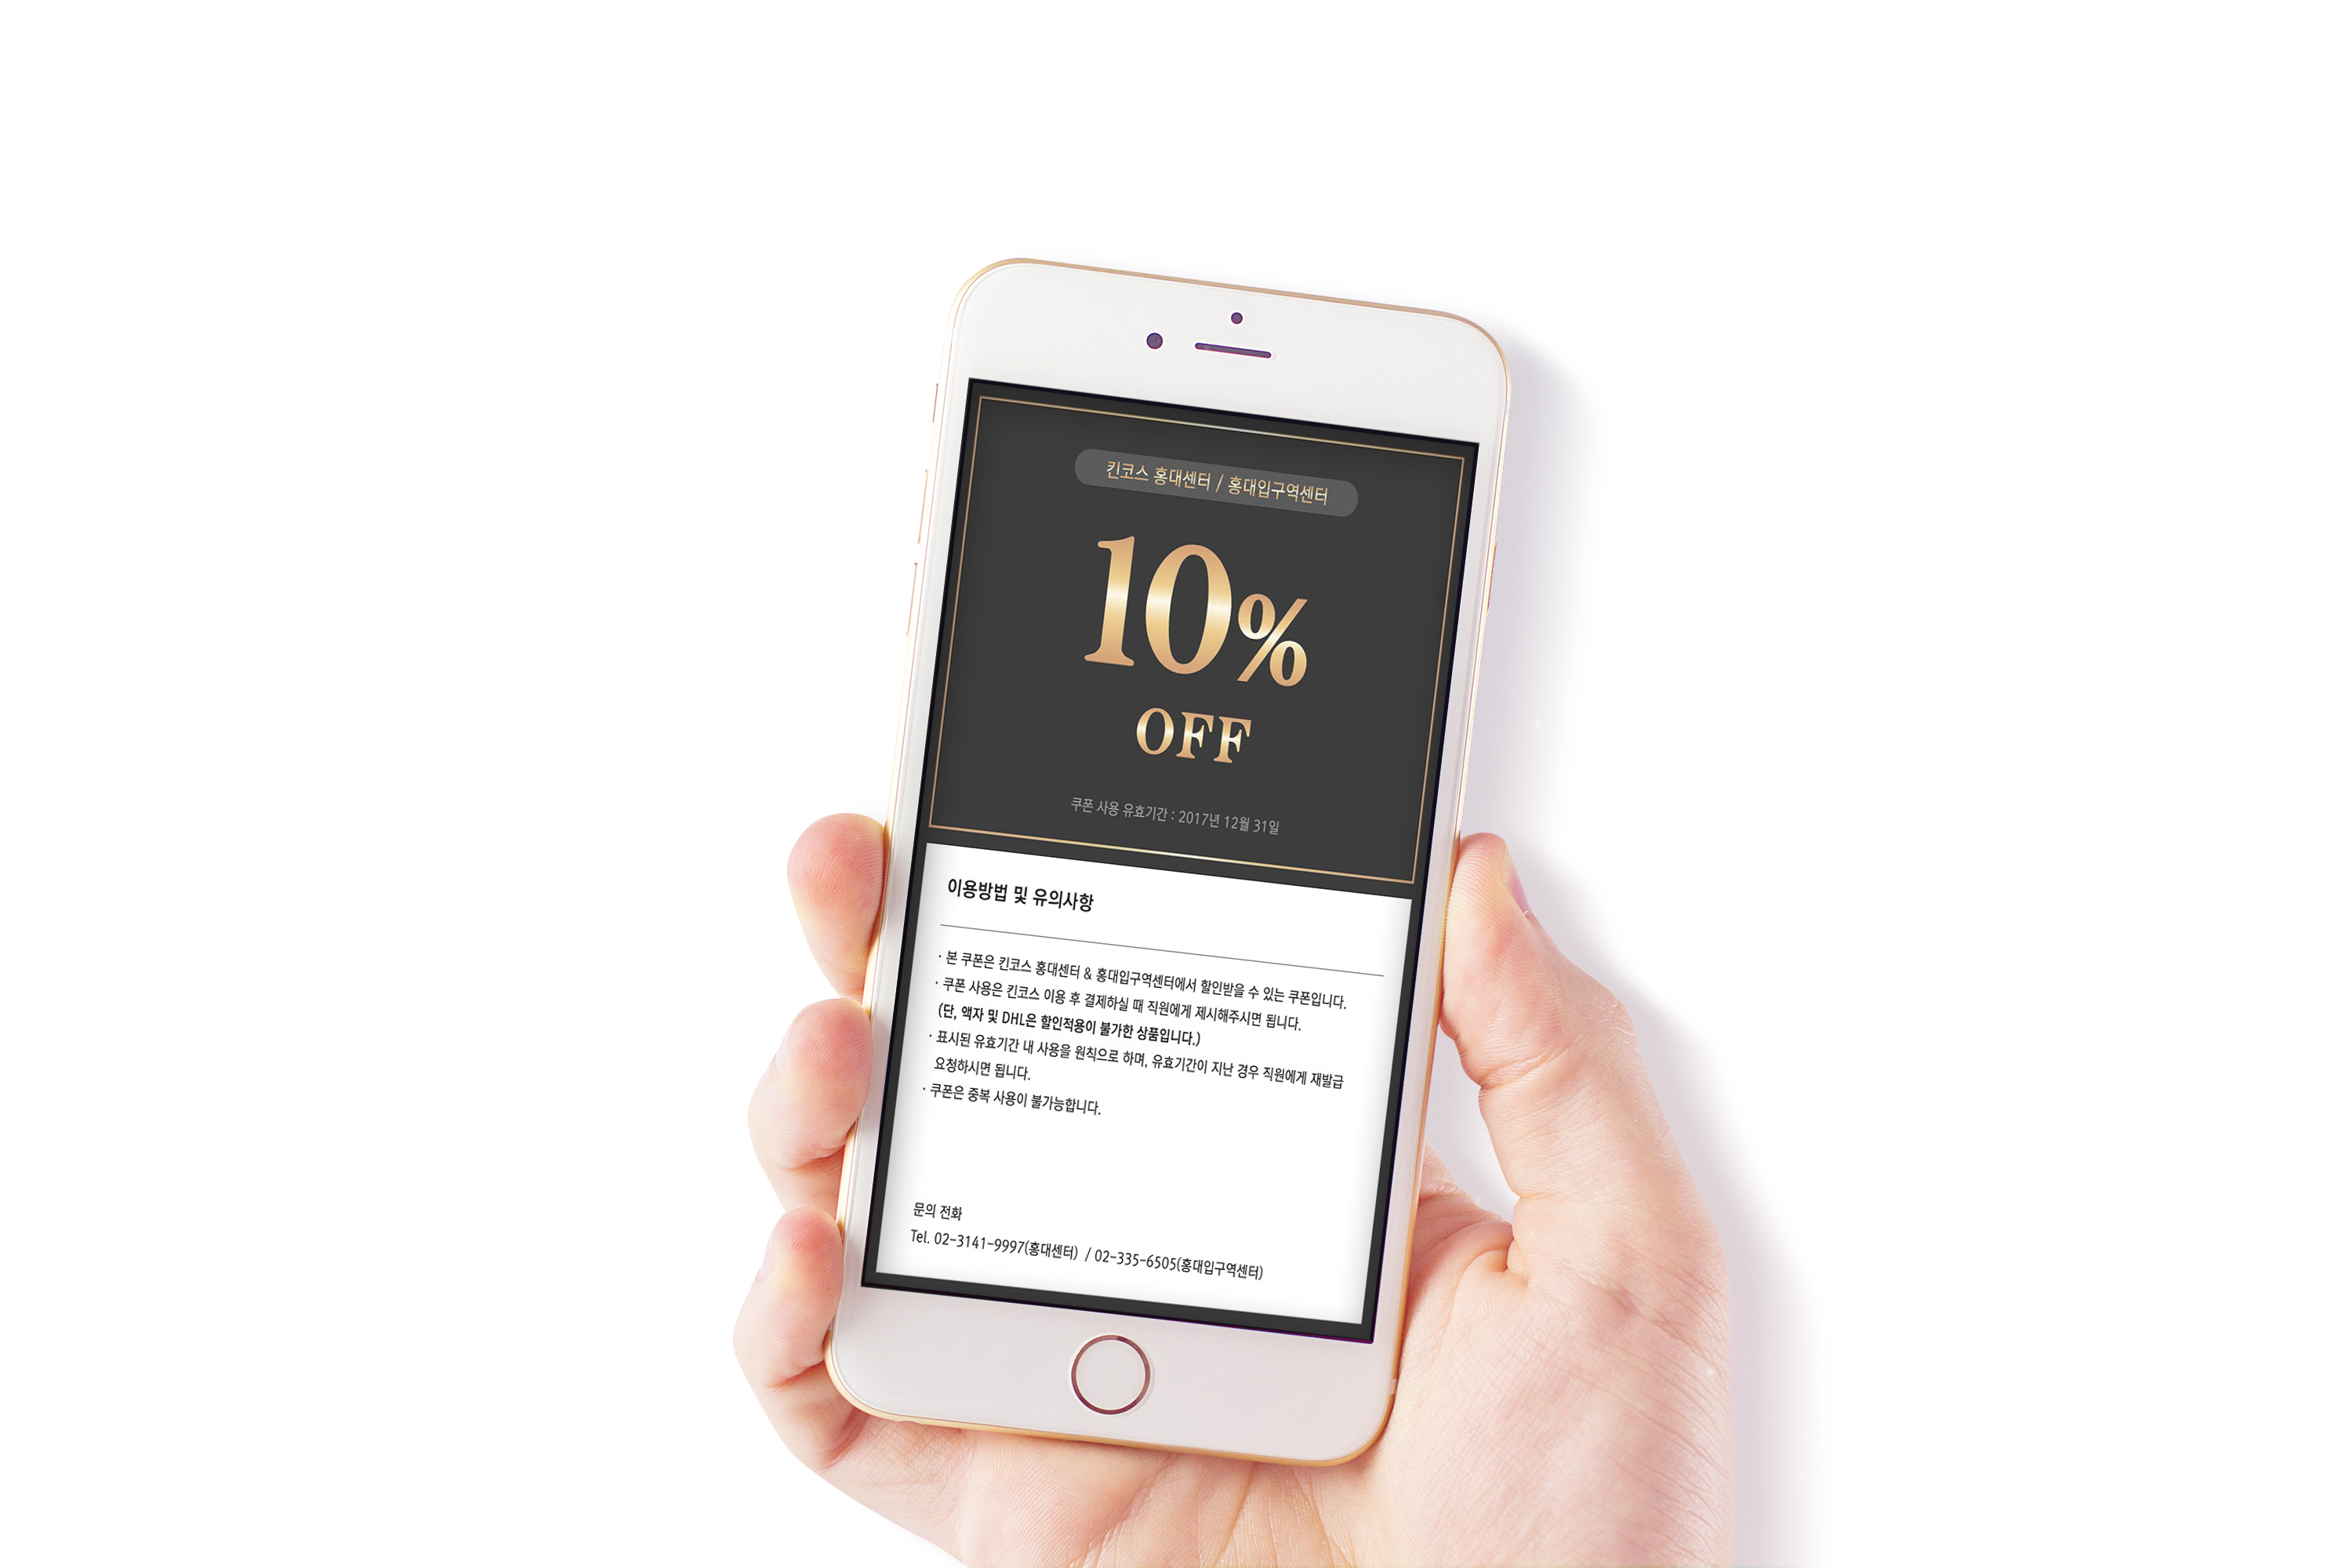 킨코스 홍대센터 / 홍대입구역센터
10%
OFF
쿠폰 사용 유효기간 : 2017년 12월 31일
이용방법 및 유의사항
· 본 쿠폰은 킨코스 홍대센터 & 홍대입구역센터에서 할인받을 수 있는 쿠폰입니다.
· 쿠폰 사용은 킨코스 이용 후 결제하실 때 직원에게 제시해주시면 됩니다.
(단, 액자 및 DHL은 할인적용이 불가한 상품입니다.)
· 표시된 유효기간 내 사용을 원칙으로 하며, 유효기간이 지난 경우 직원에게 재발급
요청하시면 됩니다.
· 쿠폰은 중복 사용이 불가능합니다.
문의 전화
Tel. 02-3141-9997(홍대센터) / 02-335-6505(홍대입구역센터)